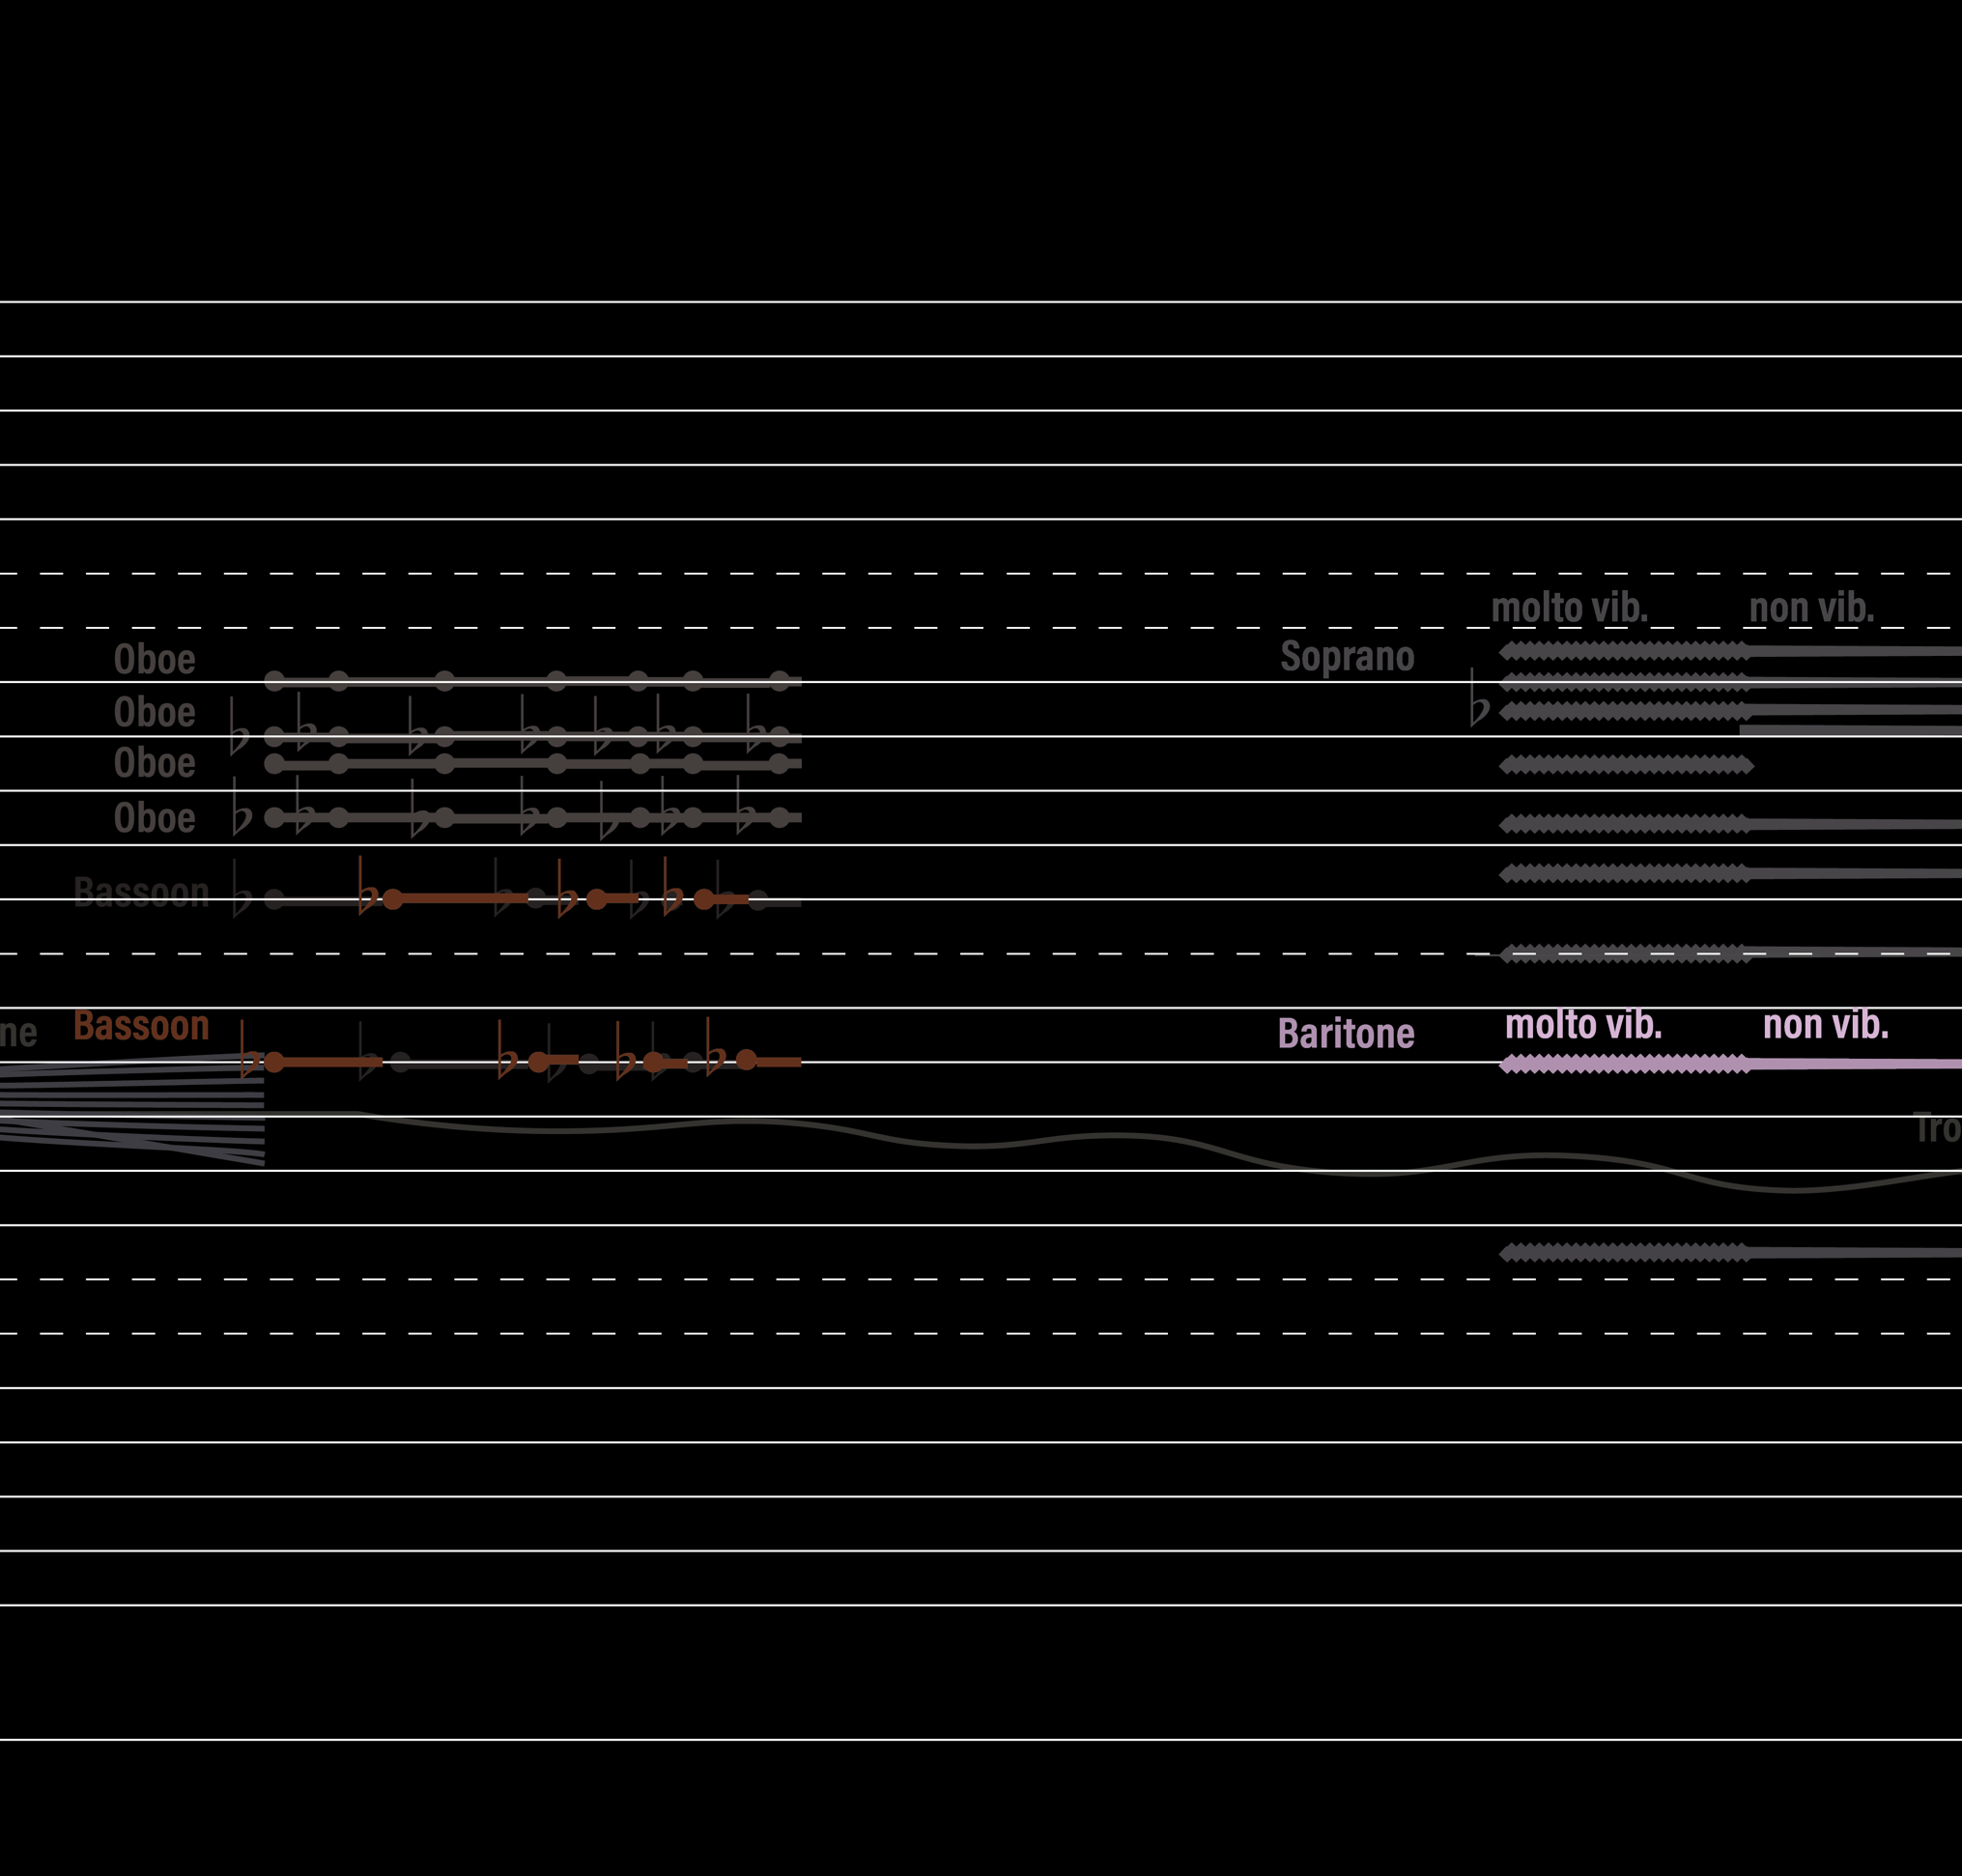 molto vib. non vib.
Oboe
Soprano
Oboe
Oboe
Oboe
Bassoon
ne
Bassoon
Baritone
molto vib. non vib.
Tro